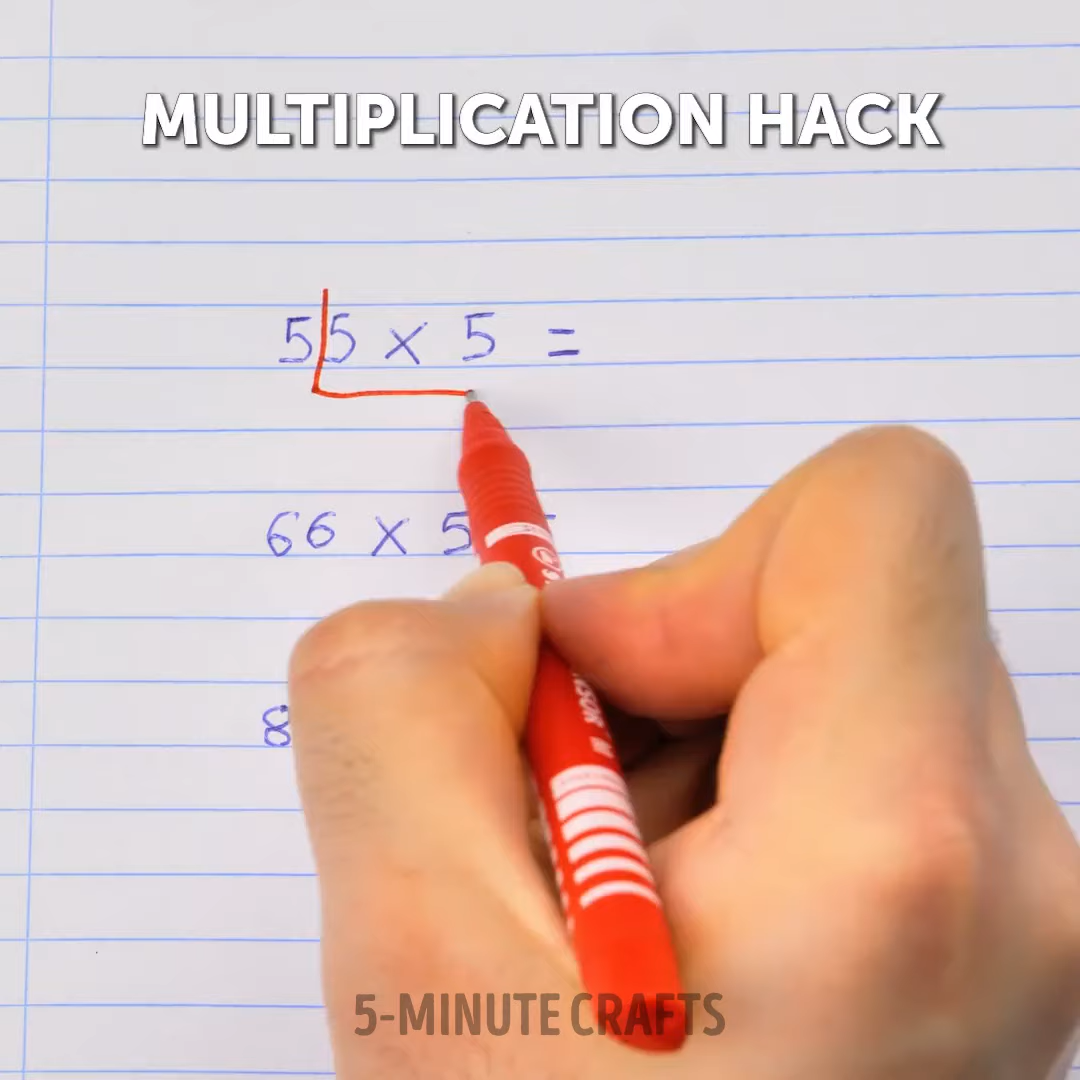 MULTIPLICATION HACK
55 x 5 =
66 x 5
8
5-MINUTE CRAFTS